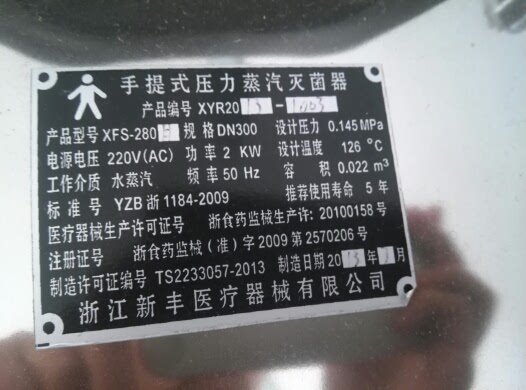 手提式压力蒸汽灭菌器
产品编号 XYR2013-1003
产品型号 XFS-280 规格 DN300 设计压力 0.145MPa
电源电压 220V(AC) 功率 2 KW 设计温度 126 °C
工作介质 水蒸汽 频率 50 Hz 容积 0.022 m³
标准号 YZB 浙 1184-2009 推荐使用寿命 5 年
医疗器械生产许可证号 浙食药监械生产许: 20100158 号
注册证号 浙食药监械 (准) 字 2009 第 2570206 号
制造许可证编号 TS2233057-2013 制造日期 2013 年 月
浙江新丰医疗器械有限公司